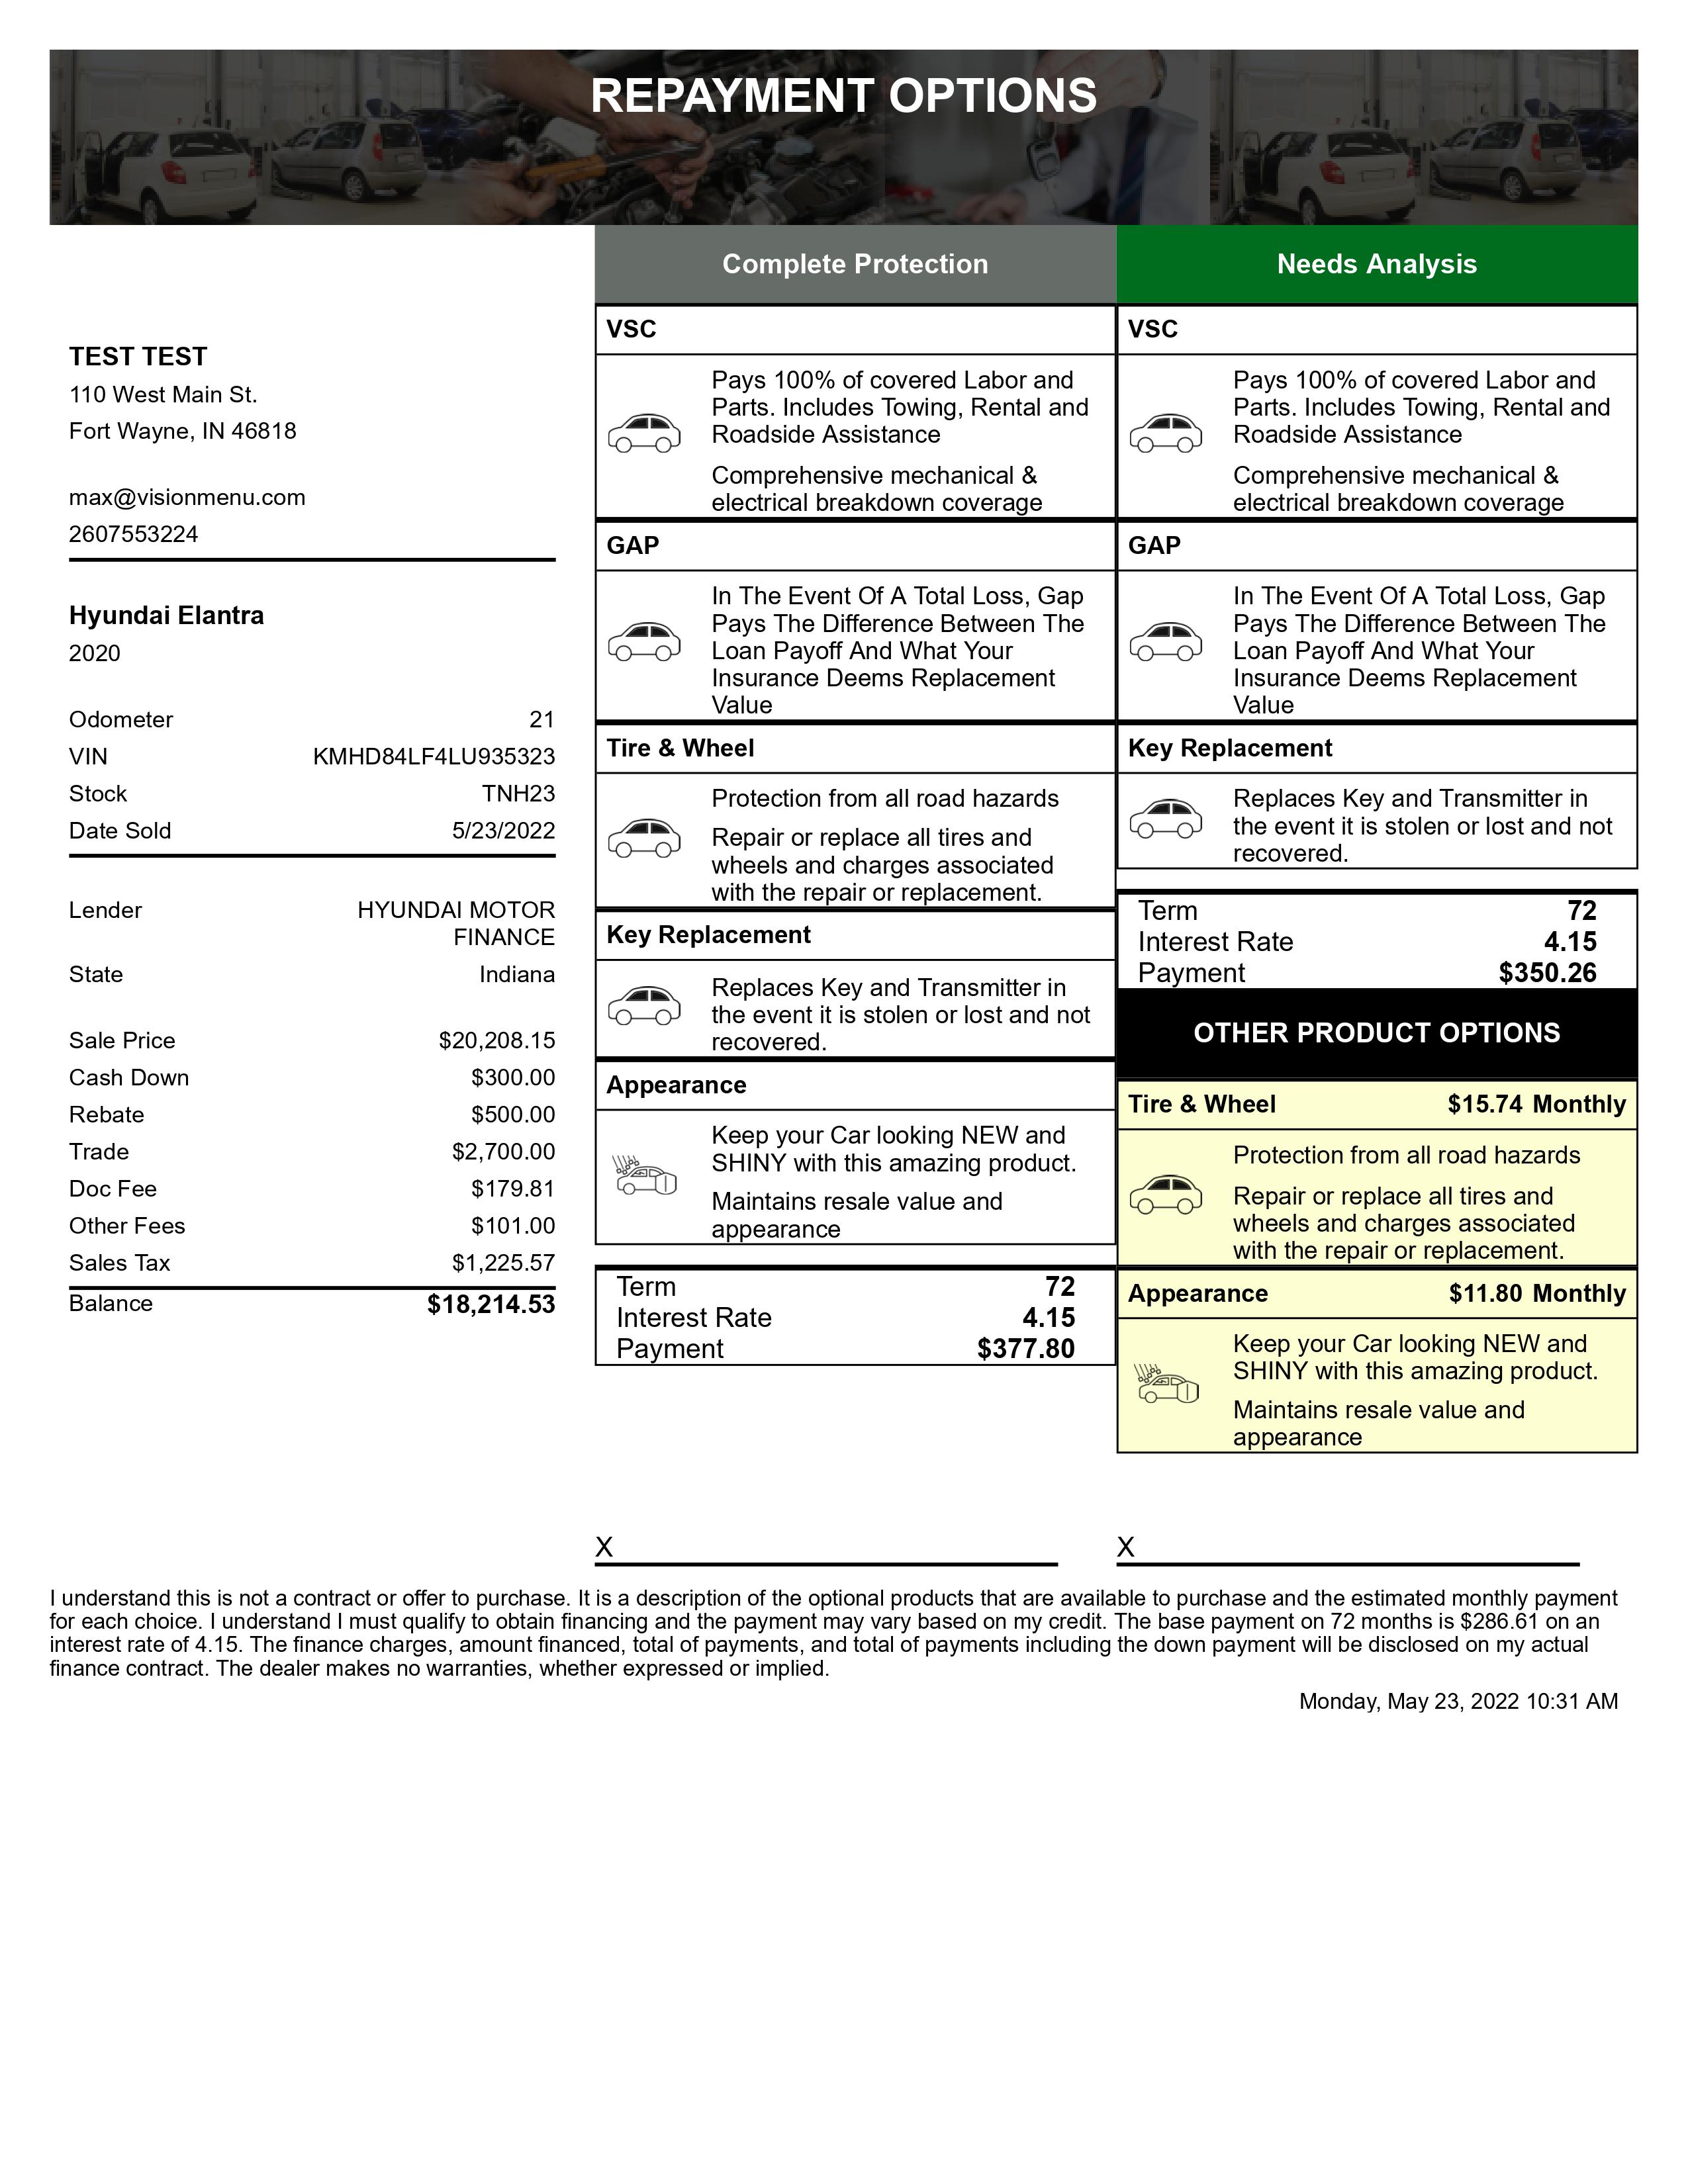 REPAYMENT OPTIONS
TEST TEST
110 West Main St.
Fort Wayne, IN 46818
max@visionmenu.com
2607553224
Hyundai Elantra
2020
Odometer 21
VIN KMHD84LF4LU935323
Stock TNH23
Date Sold 5/23/2022
Lender HYUNDAI MOTOR
FINANCE
State Indiana
Sale Price $20,208.15
Cash Down $300.00
Rebate $500.00
Trade $2,700.00
Doc Fee $179.81
Other Fees $101.00
Sales Tax $1,225.57
Balance $18,214.53
Complete Protection
VSC
Pays 100% of covered Labor and
Parts. Includes Towing, Rental and
Roadside Assistance
Comprehensive mechanical &
electrical breakdown coverage
GAP
In The Event Of A Total Loss, Gap
Pays The Difference Between The
Loan Payoff And What Your
Insurance Deems Replacement
Value
Tire & Wheel
Protection from all road hazards
Repair or replace all tires and
wheels and charges associated
with the repair or replacement.
Key Replacement
Replaces Key and Transmitter in
the event it is stolen or lost and not
recovered.
Appearance
Keep your Car looking NEW and
SHINY with this amazing product.
Maintains resale value and
appearance
Term 72
Interest Rate 4.15
Payment $377.80
X
Needs Analysis
VSC
Pays 100% of covered Labor and
Parts. Includes Towing, Rental and
Roadside Assistance
Comprehensive mechanical &
electrical breakdown coverage
GAP
In The Event Of A Total Loss, Gap
Pays The Difference Between The
Loan Payoff And What Your
Insurance Deems Replacement
Value
Key Replacement
Replaces Key and Transmitter in
the event it is stolen or lost and not
recovered.
Term 72
Interest Rate 4.15
Payment $350.26
OTHER PRODUCT OPTIONS
Tire & Wheel $15.74 Monthly
Protection from all road hazards
Repair or replace all tires and
wheels and charges associated
with the repair or replacement.
Appearance $11.80 Monthly
Keep your Car looking NEW and
SHINY with this amazing product.
Maintains resale value and
appearance
X
I understand this is not a contract or offer to purchase. It is a description of the optional products that are available to purchase and the estimated monthly payment
for each choice. I understand I must qualify to obtain financing and the payment may vary based on my credit. The base payment on 72 months is $286.61 on an
interest rate of 4.15. The finance charges, amount financed, total of payments, and total of payments including the down payment will be disclosed on my actual
finance contract. The dealer makes no warranties, whether expressed or implied.
Monday, May 23, 2022 10:31 AM